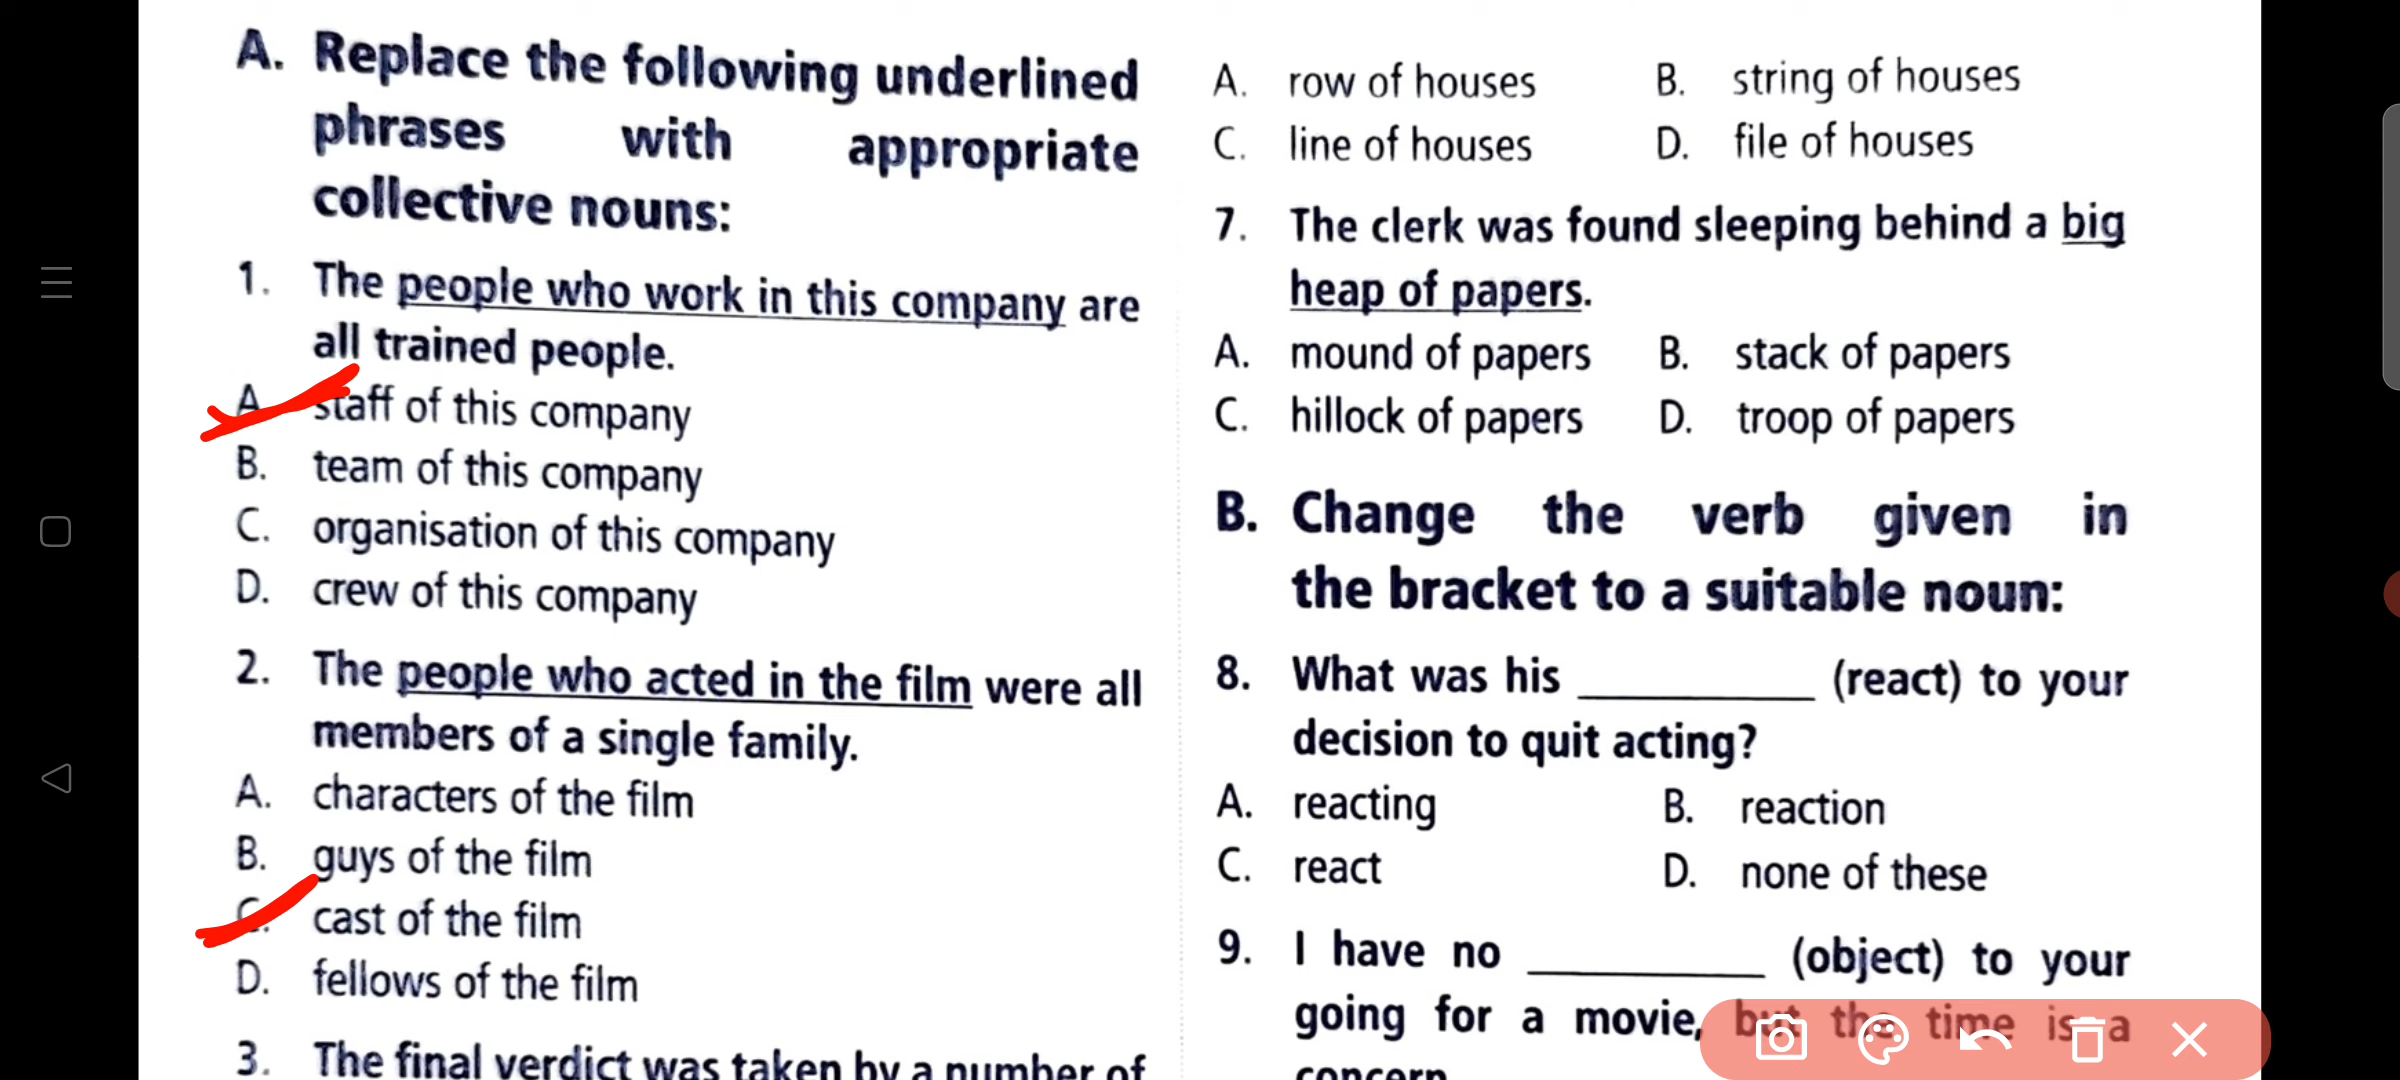 A. Replace the following underlined
phrases with appropriate
collective nouns:
1. The people who work in this company are
all trained people.
A. staff of this company
B. team of this company
C. organisation of this company
D. crew of this company
2. The people who acted in the film were all
members of a single family.
A. characters of the film
B. guys of the film
C. cast of the film
D. fellows of the film
3. The final verdict was taken by a number of
A. row of houses B. string of houses
C. line of houses D. file of houses
7. The clerk was found sleeping behind a big
heap of papers.
A. mound of papers B. stack of papers
C. hillock of papers D. troop of papers
B. Change the verb given in
the bracket to a suitable noun:
8. What was his __________ (react) to your
decision to quit acting?
A. reacting B. reaction
C. react D. none of these
9. I have no __________ (object) to your
going for a movie, but the time is a
concern.